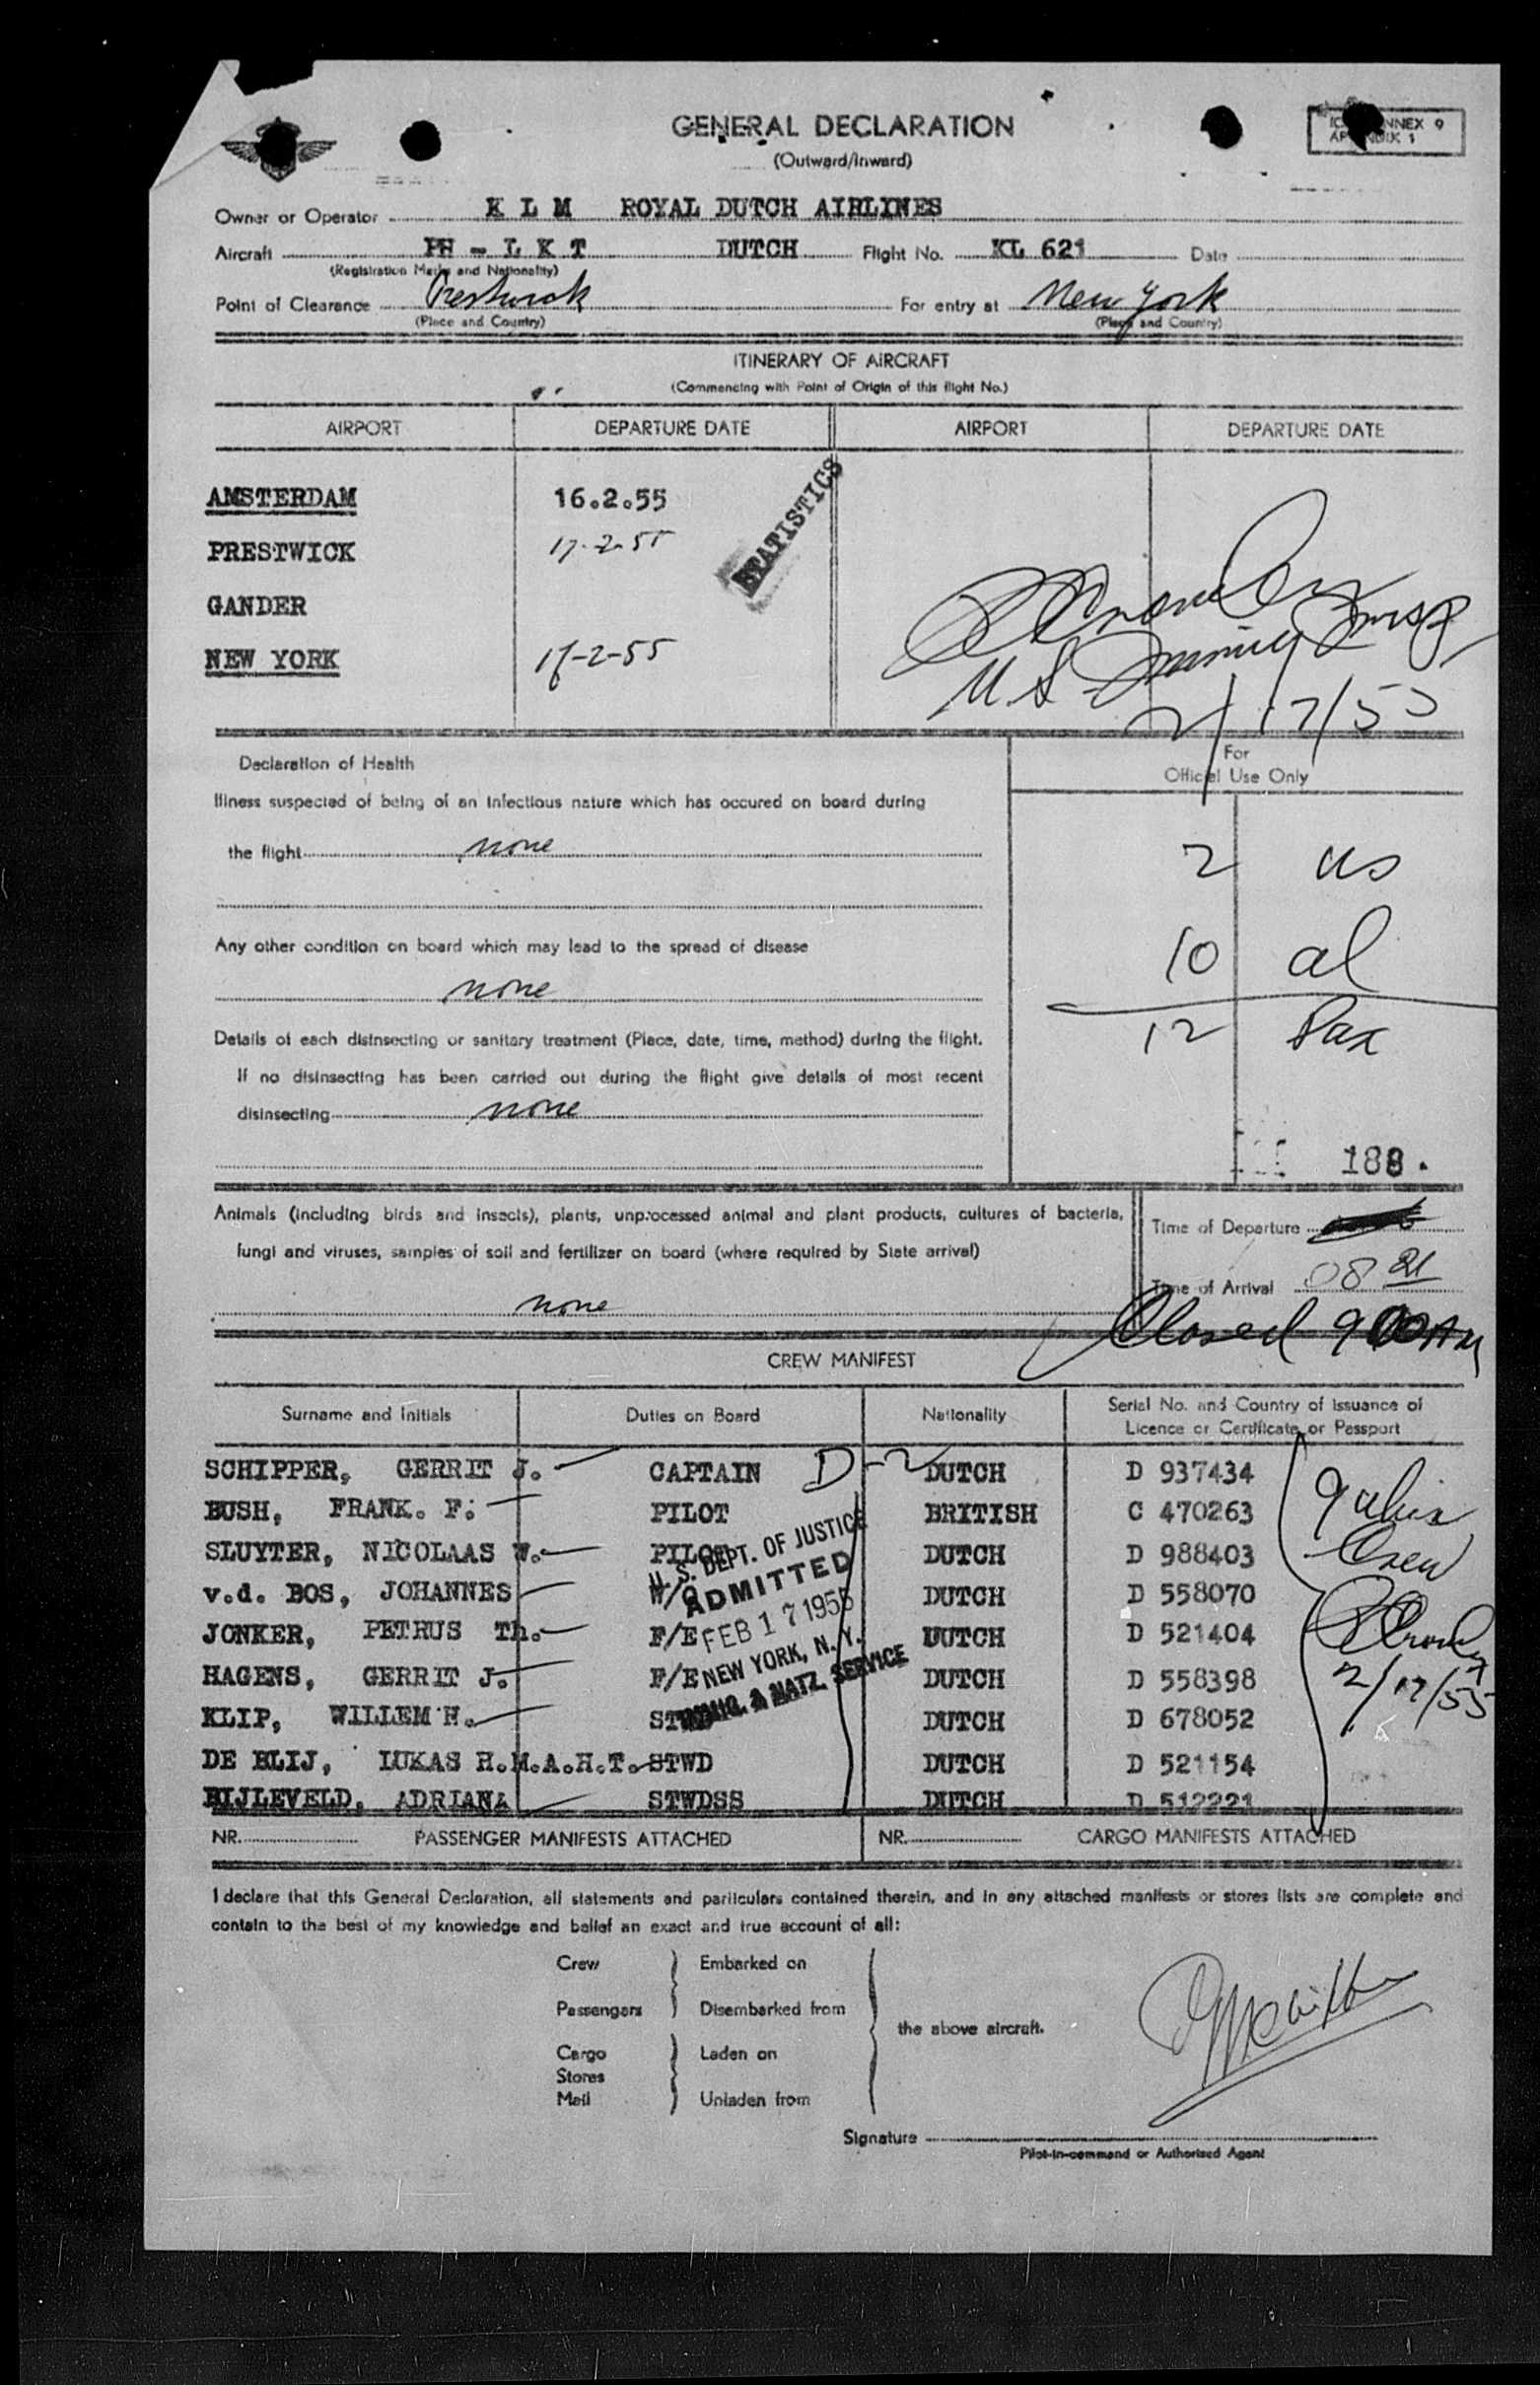 GENERAL DECLARATION
(Outward/Inward)
ANNEX 9
1
Owner or Operator K L M ROYAL DUTCH AIRLINES
Aircraft PH - L K T DUTCH Flight No. KL 621 Date
(Registration Marks and Nationality)
Point of Clearance Prestwick For entry at New York
(Place and Country) (Place and Country)
ITINERARY OF AIRCRAFT
(Commencing with Point of Origin of this flight No.)
AIRPORT DEPARTURE DATE AIRPORT DEPARTURE DATE
STATISTICS
AMSTERDAM 16.2.55
PRESTWICK 17-2-55
GANDER
NEW YORK -2-55
U.S.
2/17/55
Declaration of Health
For
Official Use Only
Illness suspected of being of an infectious nature which has occured on board during
the flight none
2 us
Any other condition on board which may lead to the spread of disease
10 al
none
12 Pax
Details of each disinsecting or sanitary treatment (Place, date, time, method) during the flight.
If no disinsecting has been carried out during the flight give details of most recent
disinsecting none
188.
Animals (including birds and insects), plants, unprocessed animal and plant products, cultures of bacteria,
fungi and viruses, samples of soil and fertilizer on board (where required by State arrival)
none
Time of Departure
Time of Arrival 08 21
Closed 9 00 AM
CREW MANIFEST
Surname and Initials Duties on Board Nationality Serial No. and Country of Issuance of
Licence or Certificate or Passport
SCHIPPER, GERRIT J. CAPTAIN D-2 DUTCH D 937434
BUSH, FRANK. F. PILOT BRITISH C 470263
SLUYTER, NICOLAAS W. PILOT DUTCH D 988403
v.d. BOS, JOHANNES W/O DUTCH D 558070
JONKER, PETRUS Th. F/E DUTCH D 521404
HAGENS, GERRIT J. F/E DUTCH D 558398
KLIP, WILLEM H. DUTCH D 678052
DE BLIJ, LUKAS H.M.A.H.T. STWD DUTCH D 521154
BIJLEVELD, ADRIANA STWDSS DUTCH D 512221
U. S. DEPT. OF JUSTICE
ADMITTED
FEB 17 1955
NEW YORK, N. Y.
IMMIG. & NATZ. SERVICE
9 alien
Crew
2/17/55
NR. PASSENGER MANIFESTS ATTACHED NR. CARGO MANIFESTS ATTACHED
I declare that this General Declaration, all statements and particulars contained therein, and in any attached manifests or stores lists are complete and
contain to the best of my knowledge and belief an exact and true account of all:
Crew Embarked on
Passengers Disembarked from
the above aircraft.
Cargo Laden on
Stores
Mail Unladen from
Signature
Pilot-in-command or Authorized Agent